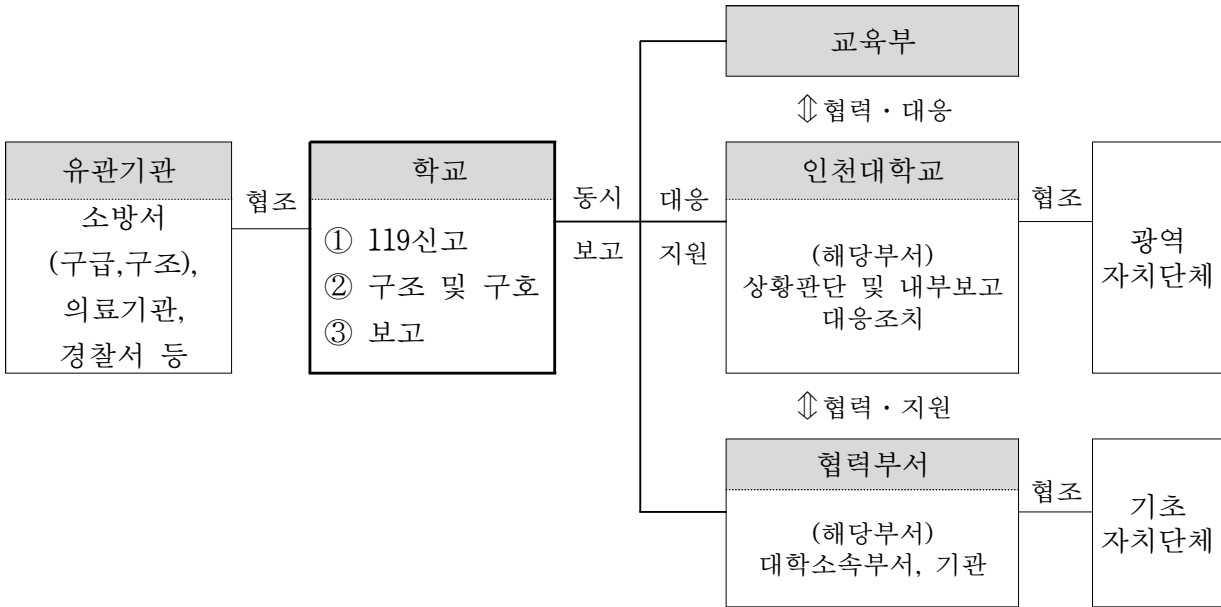 교육부
⇕협력·대응
유관기관
소방서
(구급,구조),
의료기관,
경찰서 등
협조
학교
① 119신고
② 구조 및 구호
③ 보고
동시
보고
대응
지원
인천대학교
(해당부서)
상황판단 및 내부보고
대응조치
협조
광역
자치단체
⇕협력·지원
협력부서
(해당부서)
대학소속부서, 기관
협조
기초
자치단체